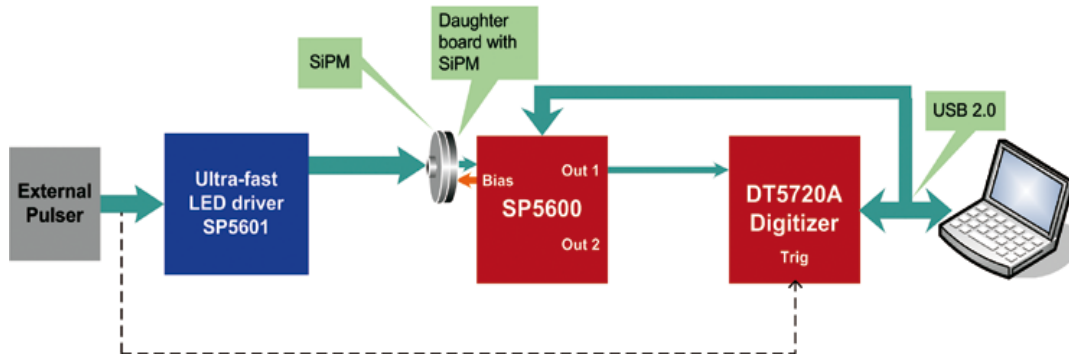 Daughter
board with
SiPM
SiPM
USB 2.0
External
Pulser
Ultra-fast
LED driver
SP5601
Bias
Out 1
SP5600
Out 2
DT5720A
Digitizer
Trig